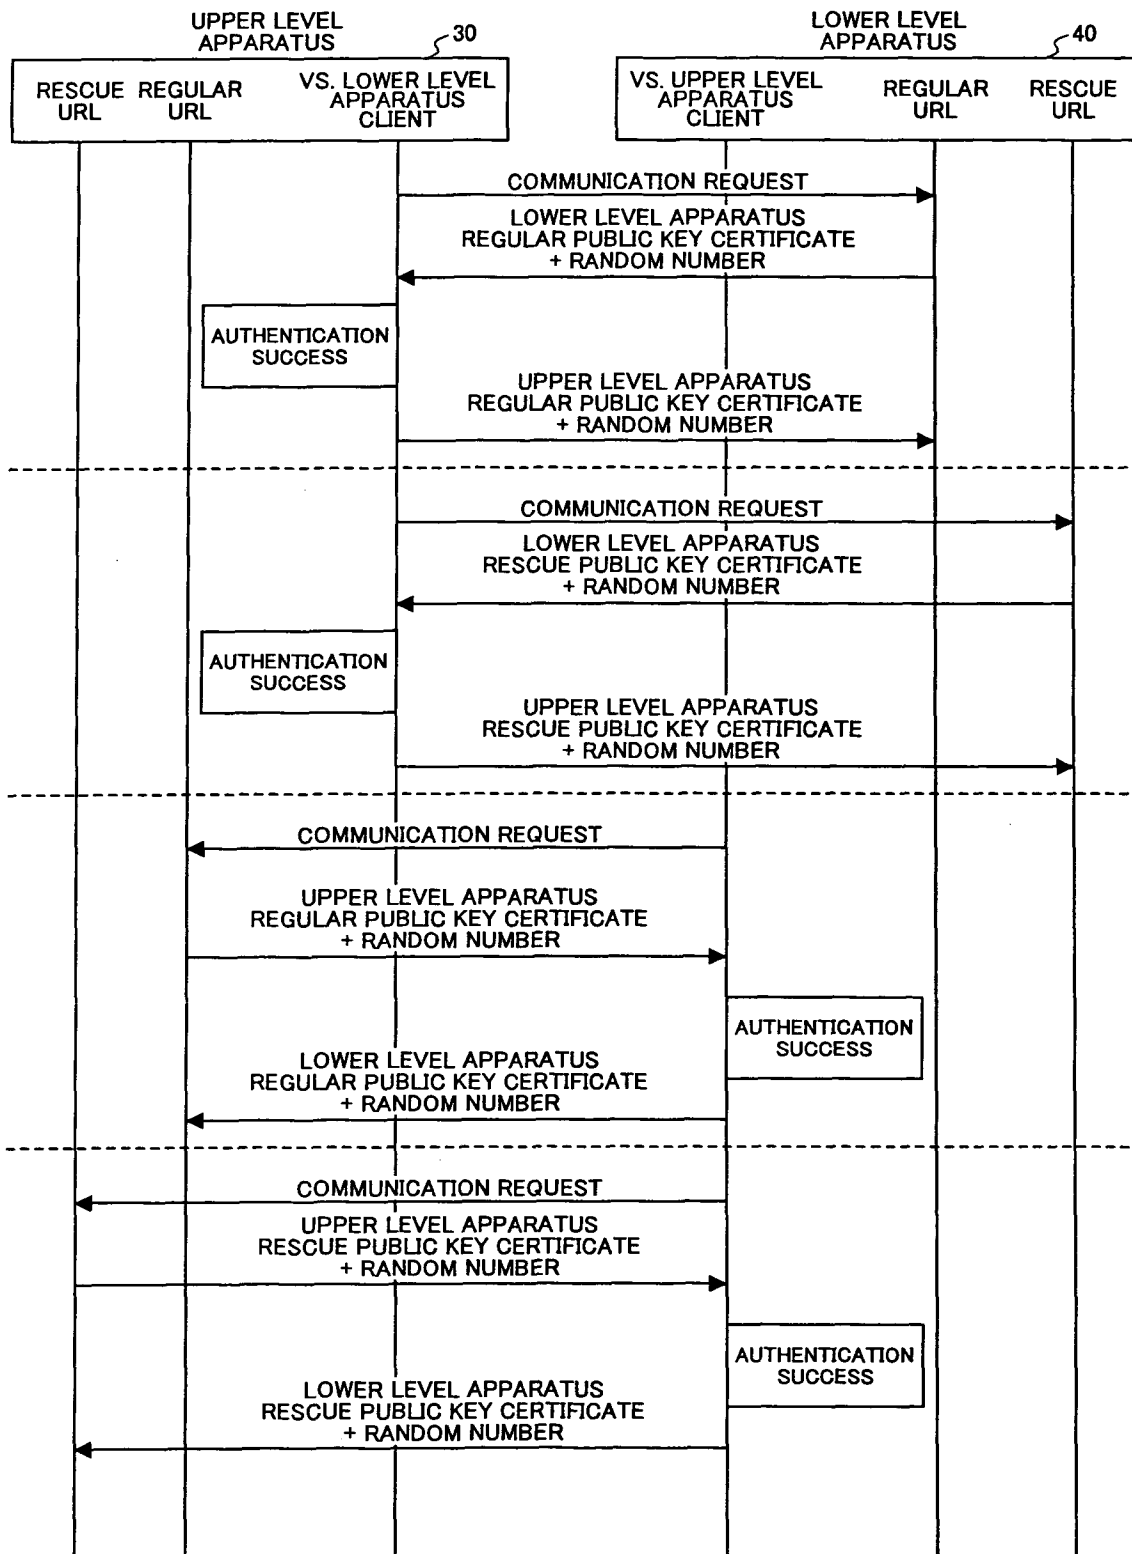 UPPER LEVEL
APPARATUS
30
LOWER LEVEL
APPARATUS
40
RESCUE
URL
REGULAR
URL
VS. LOWER LEVEL
APPARATUS
CLIENT
VS. UPPER LEVEL
APPARATUS
CLIENT
REGULAR
URL
RESCUE
URL
COMMUNICATION REQUEST
LOWER LEVEL APPARATUS
REGULAR PUBLIC KEY CERTIFICATE
+ RANDOM NUMBER
AUTHENTICATION
SUCCESS
UPPER LEVEL APPARATUS
REGULAR PUBLIC KEY CERTIFICATE
+ RANDOM NUMBER
COMMUNICATION REQUEST
LOWER LEVEL APPARATUS
RESCUE PUBLIC KEY CERTIFICATE
+ RANDOM NUMBER
AUTHENTICATION
SUCCESS
UPPER LEVEL APPARATUS
RESCUE PUBLIC KEY CERTIFICATE
+ RANDOM NUMBER
COMMUNICATION REQUEST
UPPER LEVEL APPARATUS
REGULAR PUBLIC KEY CERTIFICATE
+ RANDOM NUMBER
AUTHENTICATION
SUCCESS
LOWER LEVEL APPARATUS
REGULAR PUBLIC KEY CERTIFICATE
+ RANDOM NUMBER
COMMUNICATION REQUEST
UPPER LEVEL APPARATUS
RESCUE PUBLIC KEY CERTIFICATE
+ RANDOM NUMBER
AUTHENTICATION
SUCCESS
LOWER LEVEL APPARATUS
RESCUE PUBLIC KEY CERTIFICATE
+ RANDOM NUMBER